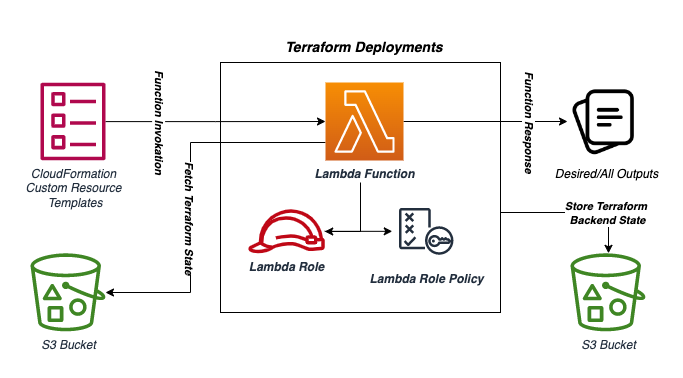 Terraform Deployments
Function Invokation
Function Response
CloudFormation
Custom Resource
Templates
Lambda Function
Desired/All Outputs
Fetch Terraform State
Store Terraform
Backend State
Lambda Role
Lambda Role Policy
S3 Bucket
S3 Bucket